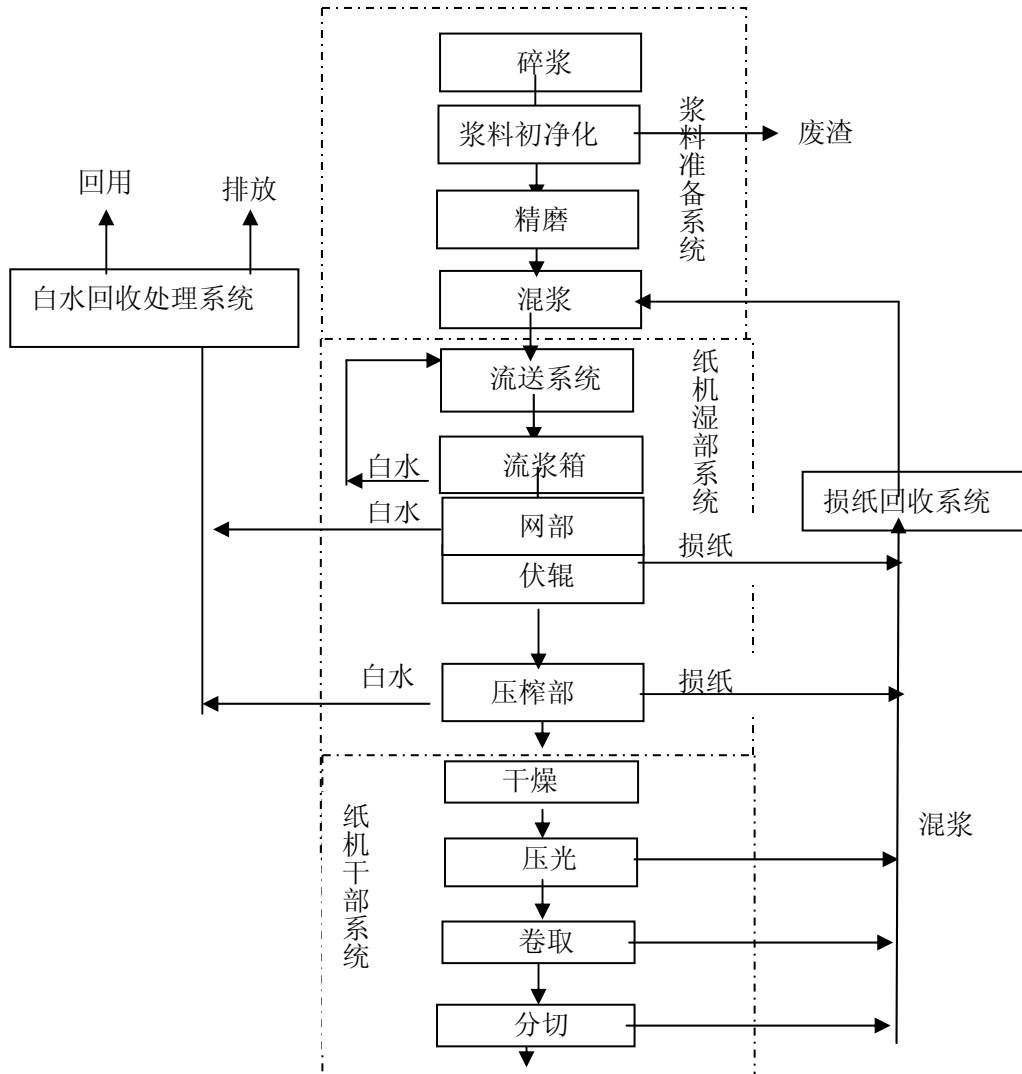 碎浆
浆料准备系统
浆料初净化
废渣
回用
排放
精磨
白水回收处理系统
混浆
纸机湿部系统
流送系统
白水
流浆箱
损纸回收系统
白水
网部
损纸
伏辊
白水
压榨部
损纸
干燥
纸机干部系统
混浆
压光
卷取
分切